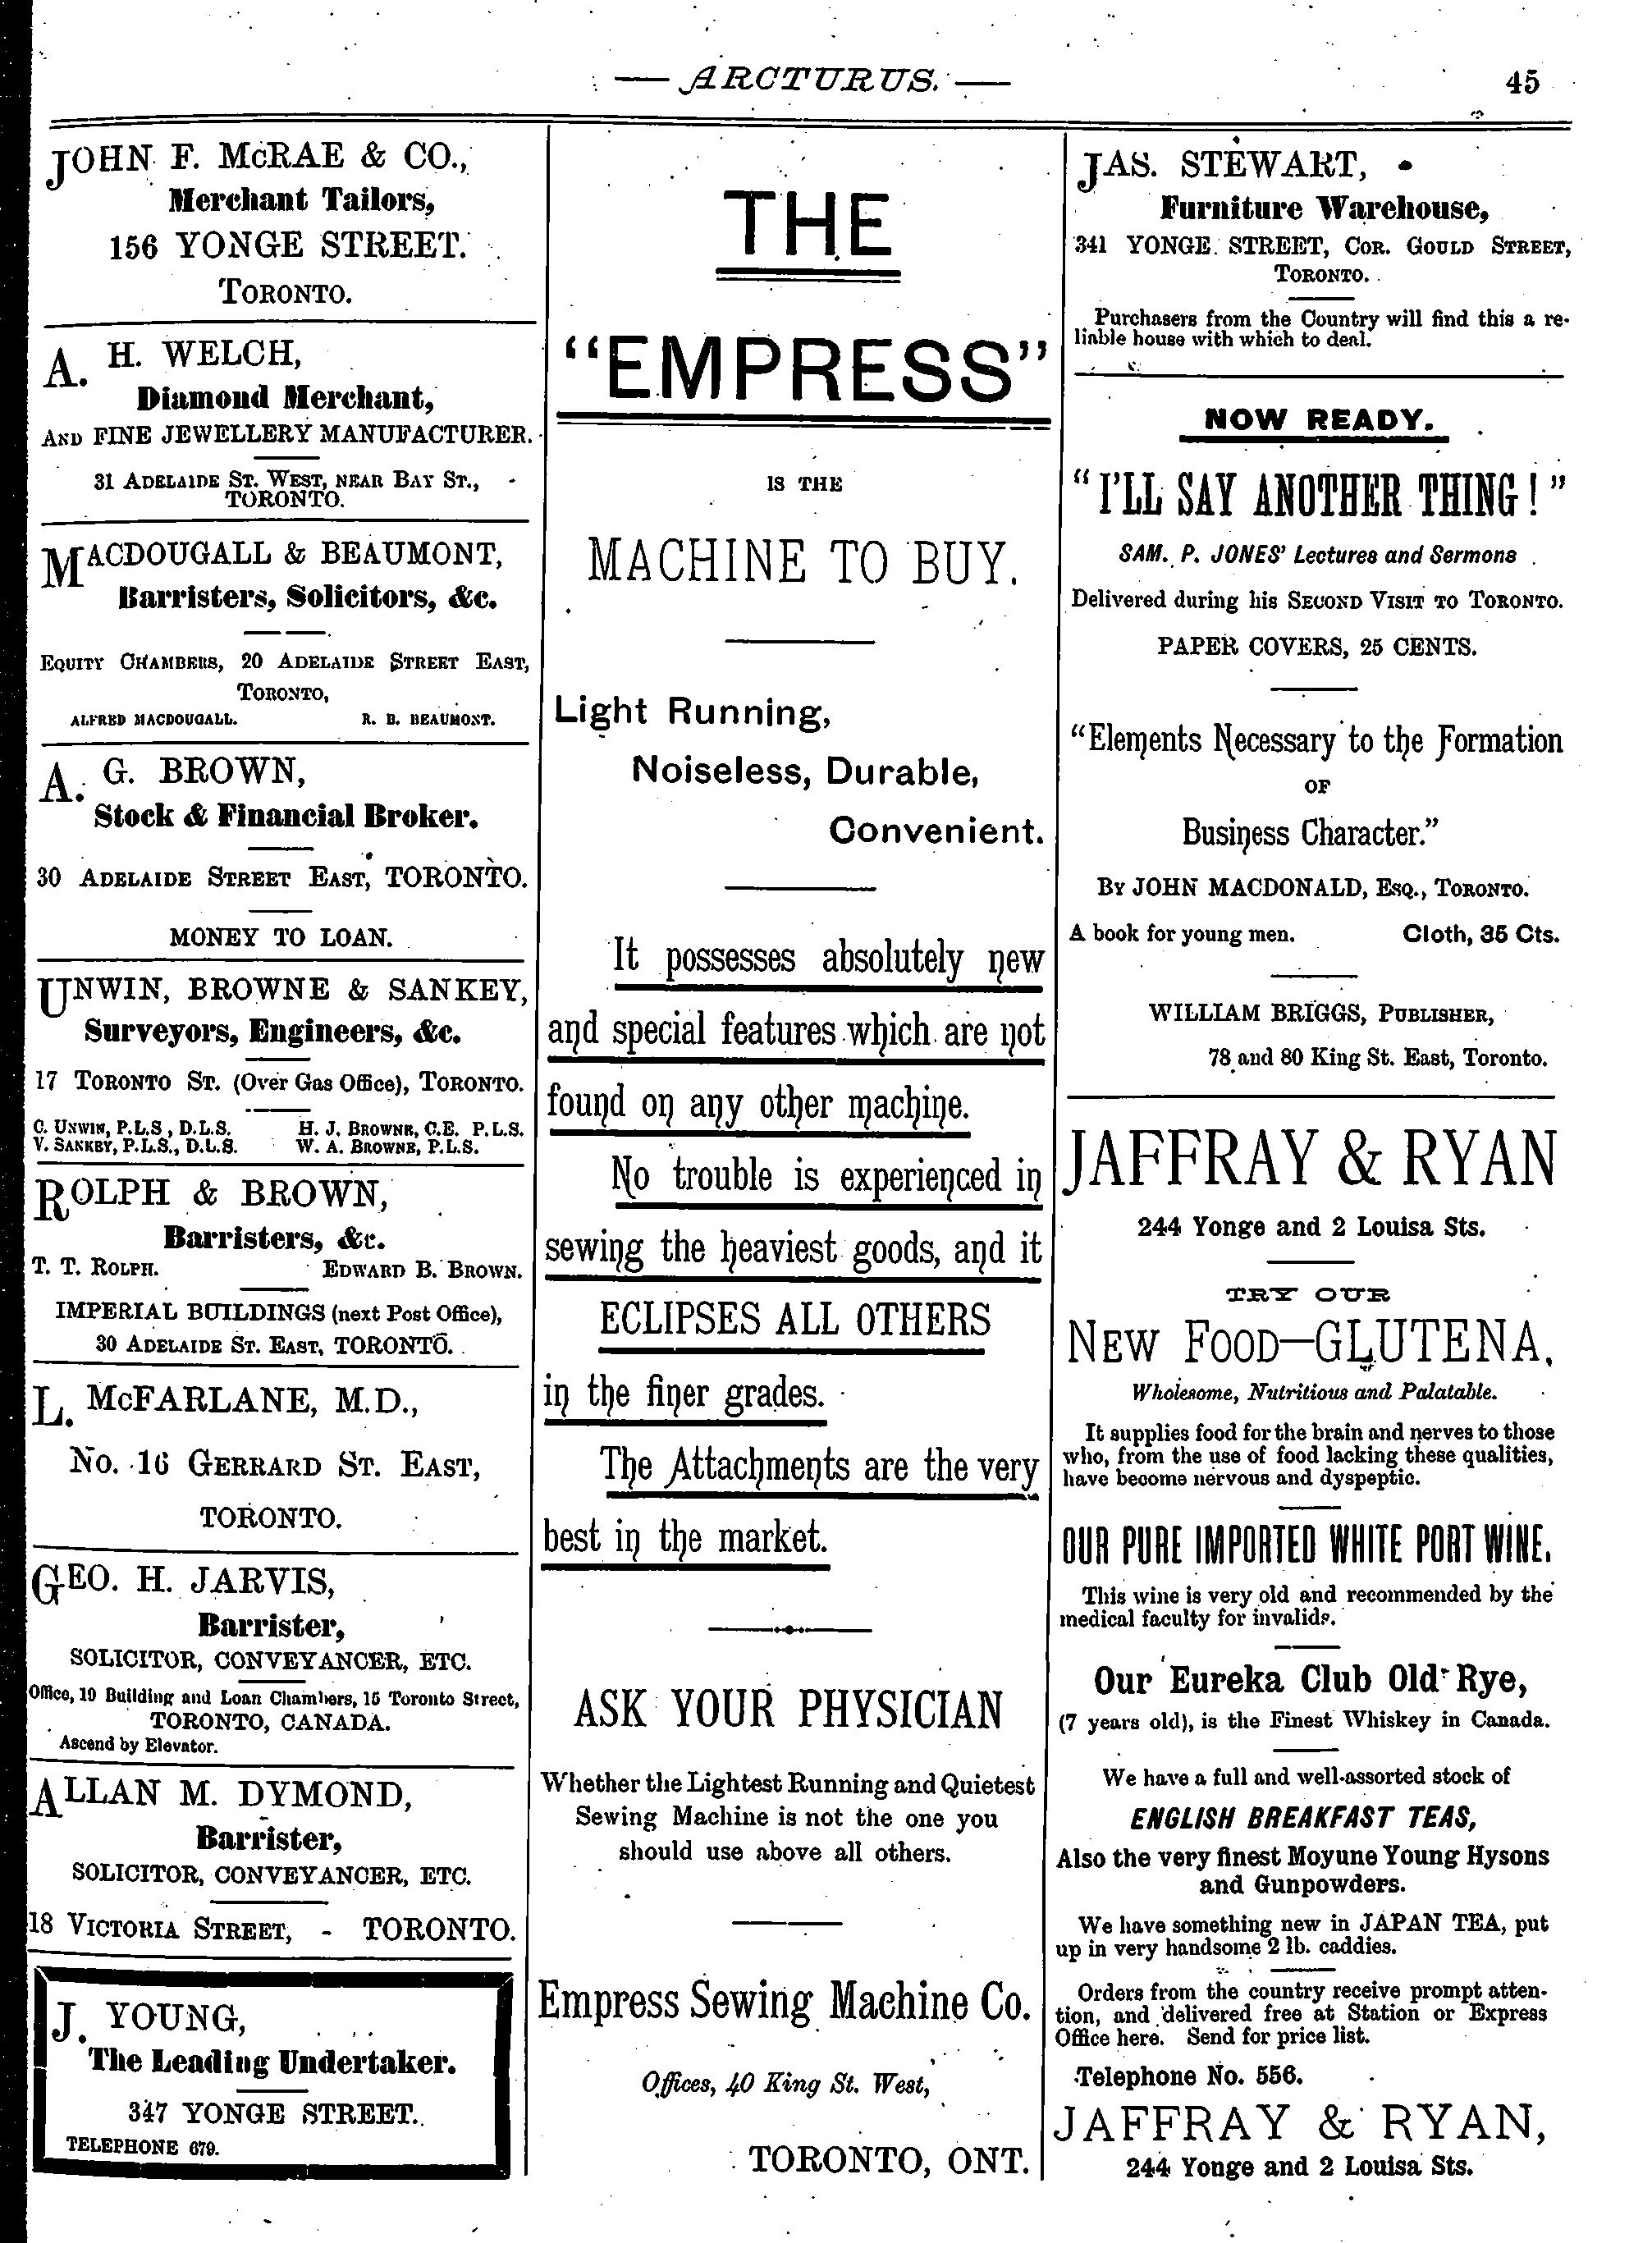 — ARCTURUS. —
45
JOHN F. McRAE & CO.,
Merchant Tailors,
156 YONGE STREET.
TORONTO.
A. H. WELCH,
Diamond Merchant,
AND FINE JEWELLERY MANUFACTURER.
31 ADELAIDE ST. WEST, NEAR BAY ST.,
TORONTO.
MACDOUGALL & BEAUMONT,
Barristers, Solicitors, &c.
EQUITY CHAMBERS, 20 ADELAIDE STREET EAST,
TORONTO,
ALFRED MACDOUGALL. R. B. BEAUMONT.
A. G. BROWN,
Stock & Financial Broker.
30 ADELAIDE STREET EAST, TORONTO.
MONEY TO LOAN.
UNWIN, BROWNE & SANKEY,
Surveyors, Engineers, &c.
17 TORONTO ST. (Over Gas Office), TORONTO.
C. UNWIN, P.L.S., D.L.S. H. J. BROWNE, C.E. P.L.S.
V. SANKEY, P.L.S., D.L.S. W. A. BROWNE, P.L.S.
ROLPH & BROWN,
Barristers, &c.
T. T. ROLPH. EDWARD B. BROWN.
IMPERIAL BUILDINGS (next Post Office),
30 ADELAIDE ST. EAST, TORONTO.
L. McFARLANE, M.D.,
No. 16 GERRARD ST. EAST,
TORONTO.
GEO. H. JARVIS,
Barrister,
SOLICITOR, CONVEYANCER, ETC.
Office, 19 Building and Loan Chambers, 15 Toronto Street,
TORONTO, CANADA.
Ascend by Elevator.
ALLAN M. DYMOND,
Barrister,
SOLICITOR, CONVEYANCER, ETC.
18 VICTORIA STREET, - TORONTO.
J. YOUNG,
The Leading Undertaker.
347 YONGE STREET.
TELEPHONE 679.
THE
"EMPRESS"
IS THE
MACHINE TO BUY.
Light Running,
Noiseless, Durable,
Convenient.
It possesses absolutely new
and special features which are not
found on any other machine.
No trouble is experienced in
sewing the heaviest goods, and it
ECLIPSES ALL OTHERS
in the finer grades.
The Attachments are the very
best in the market.
ASK YOUR PHYSICIAN
Whether the Lightest Running and Quietest
Sewing Machine is not the one you
should use above all others.
Empress Sewing Machine Co.
Offices, 40 King St. West,
TORONTO, ONT.
JAS. STEWART,
Furniture Warehouse,
341 YONGE STREET, COR. GOULD STREET,
TORONTO.
Purchasers from the Country will find this a re-
liable house with which to deal.
NOW READY.
"I'LL SAY ANOTHER THING!"
SAM. P. JONES' Lectures and Sermons
Delivered during his SECOND VISIT TO TORONTO.
PAPER COVERS, 25 CENTS.
"Elements Necessary to the Formation
OF
Business Character."
BY JOHN MACDONALD, ESQ., TORONTO.
A book for young men. Cloth, 35 Cts.
WILLIAM BRIGGS, PUBLISHER,
78 and 80 King St. East, Toronto.
JAFFRAY & RYAN
244 Yonge and 2 Louisa Sts.
TRY OUR
NEW FOOD—GLUTENA,
Wholesome, Nutritious and Palatable.
It supplies food for the brain and nerves to those
who, from the use of food lacking these qualities,
have become nervous and dyspeptic.
OUR PURE IMPORTED WHITE PORT WINE.
This wine is very old and recommended by the
medical faculty for invalids.
Our Eureka Club Old Rye,
(7 years old), is the Finest Whiskey in Canada.
We have a full and well-assorted stock of
ENGLISH BREAKFAST TEAS,
Also the very finest Moyune Young Hysons
and Gunpowders.
We have something new in JAPAN TEA, put
up in very handsome 2 lb. caddies.
Orders from the country receive prompt atten-
tion, and delivered free at Station or Express
Office here. Send for price list.
Telephone No. 556.
JAFFRAY & RYAN,
244 Yonge and 2 Louisa Sts.